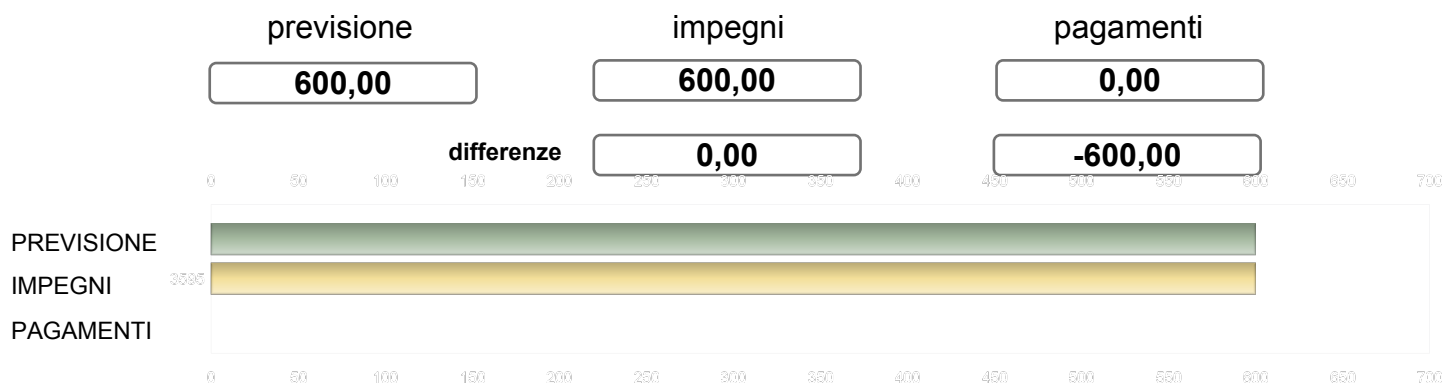 previsione impegni pagamenti
600,00 600,00 0,00
differenze 0,00 -600,00
0 50 100 150 200 250 300 350 400 450 500 550 600 650 700
PREVISIONE
3595
IMPEGNI
PAGAMENTI
0 50 100 150 200 250 300 350 400 450 500 550 600 650 700